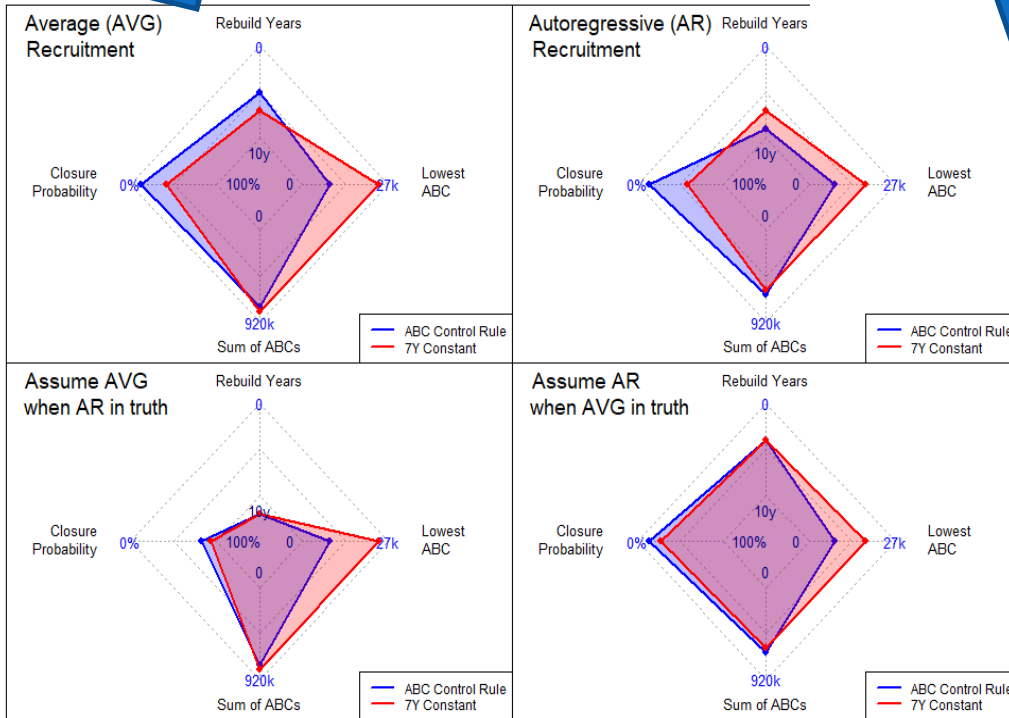 Average (AVG)
Recruitment
Rebuild Years
0
Closure
Probability
0%
10y
100%
0
0
27k
Lowest
ABC
920k
Sum of ABCs
ABC Control Rule
7Y Constant
Autoregressive (AR)
Recruitment
Rebuild Years
0
Closure
Probability
0%
10y
100%
0
0
27k
Lowest
ABC
920k
Sum of ABCs
ABC Control Rule
7Y Constant
Assume AVG
when AR in truth
Rebuild Years
0
Closure
Probability
0%
10y
100%
0
0
27k
Lowest
ABC
920k
Sum of ABCs
ABC Control Rule
7Y Constant
Assume AR
when AVG in truth
Rebuild Years
0
Closure
Probability
0%
10y
100%
0
0
27k
Lowest
ABC
920k
Sum of ABCs
ABC Control Rule
7Y Constant